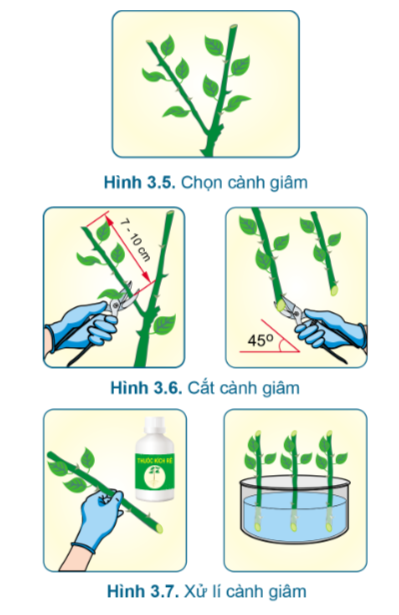 Hình 3.5. Chọn cành giâm
7 - 10 cm
45º
Hình 3.6. Cắt cành giâm
THUỐC KÍCH RỄ
Hình 3.7. Xử lí cành giâm